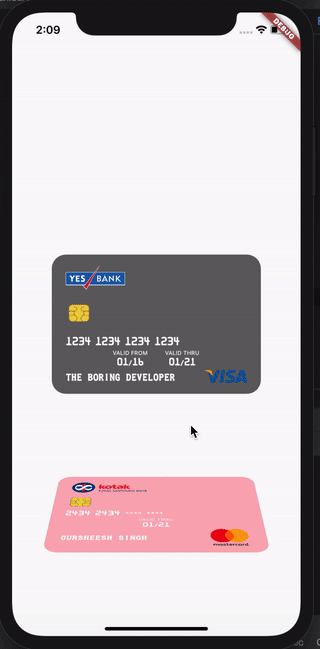 2:09
DEBUG
YES BANK
1234 1234 1234 1234
VALID FROM VALID THRU
01/16 01/21
THE BORING DEVELOPER
VISA
kotak
2434 2434 **** ****
VALID THRU
01/21
GURSHEESH SINGH
mastercard